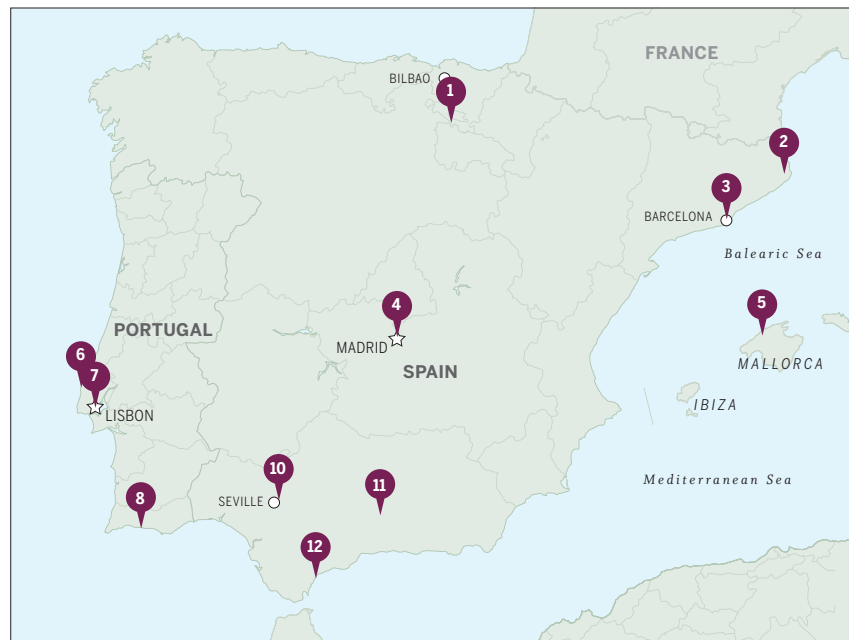 FRANCE
BILBAO
1
2
3
BARCELONA
Balearic Sea
4
5
PORTUGAL
MADRID
SPAIN
MALLORCA
6
7
IBIZA
LISBON
10
11
Mediterranean Sea
8
SEVILLE
12